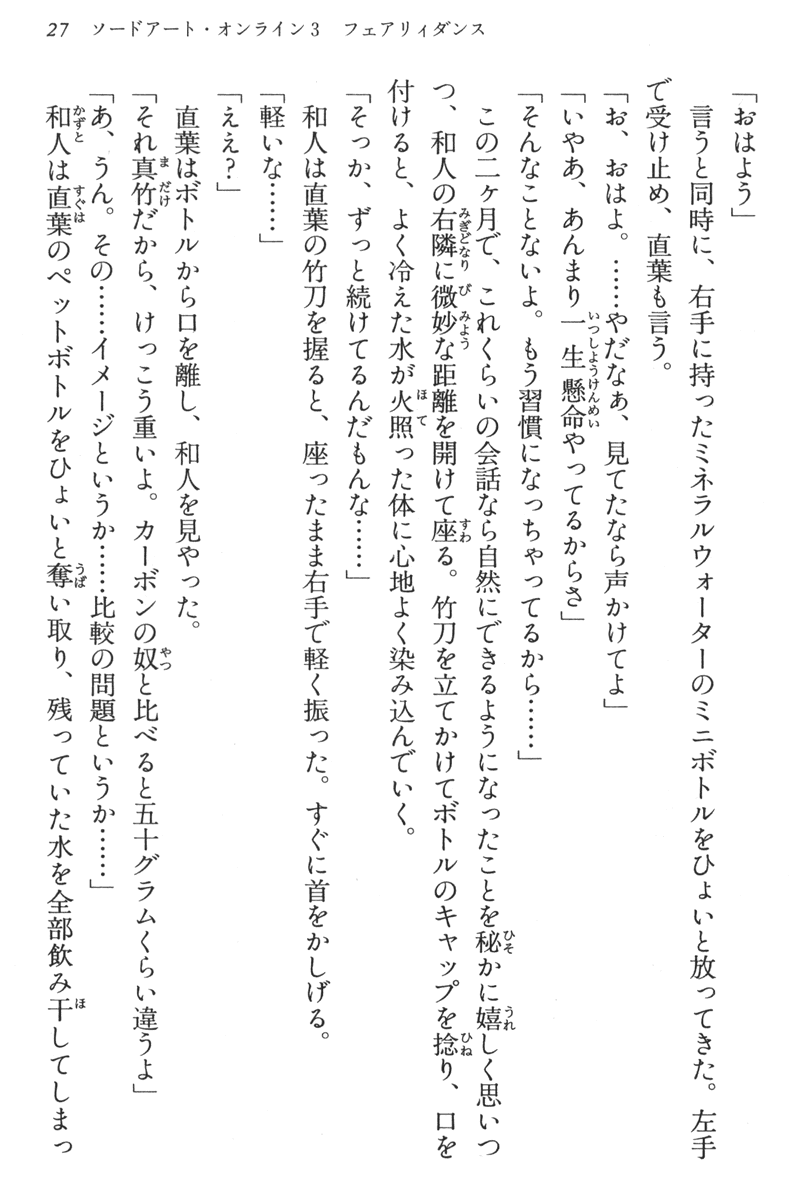 27　ソードアート・オンライン3　フェアリィダンス
「おはよう」
　言うと同時に、右手に持ったミネラルウォーターのミニボトルをひょいと放ってきた。左手
で受け止め、直葉も言う。
「お、おはよ。……やだなぁ、見てたなら声かけてよ」
「いやあ、あんまり一生懸命やってるからさ」
「そんなことないよ。もう習慣になっちゃってるから……」
　この二ヶ月で、これくらいの会話なら自然にできるようになったことを秘かに嬉しく思いつ
つ、和人の右隣に微妙な距離を開けて座る。竹刀を立てかけてボトルのキャップを捻り、口を
付けると、よく冷えた水が火照った体に心地よく染み込んでいく。
「そっか、ずっと続けてるんだもんな……」
　和人は直葉の竹刀を握ると、座ったまま右手で軽く振った。すぐに首をかしげる。
「軽いな……」
「ええ？」
　直葉はボトルから口を離し、和人を見やった。
「それ真竹だから、けっこう重いよ。カーボンの奴と比べると五十グラムくらい違うよ」
「あ、うん。その……イメージというか……比較の問題というか……」
　和人は直葉のペットボトルをひょいと奪い取り、残っていた水を全部飲み干してしまっ